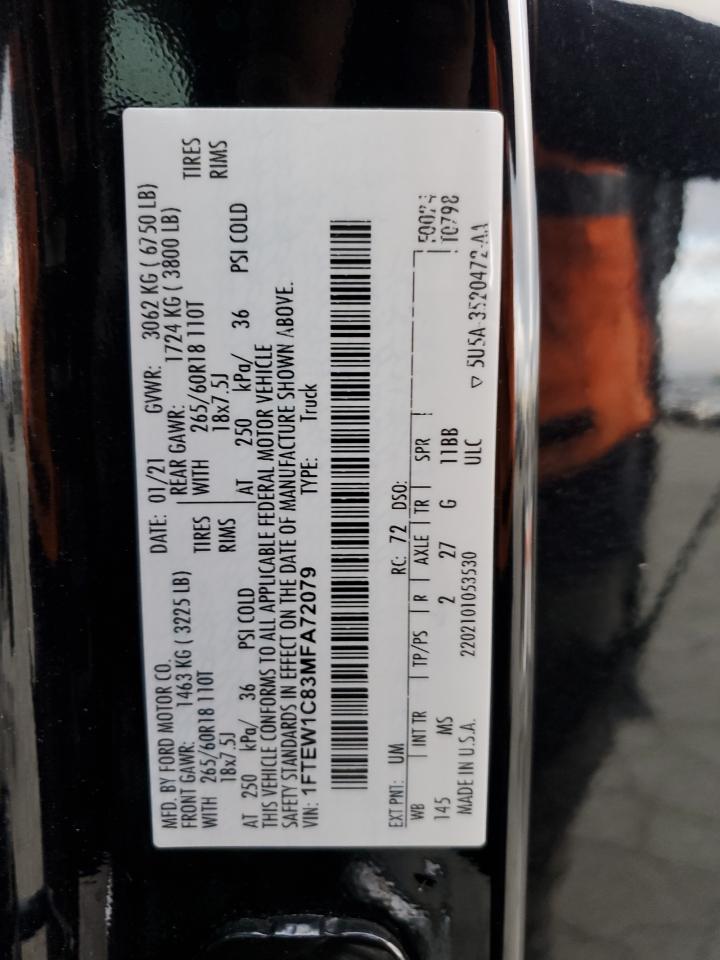 MFD. BY FORD MOTOR CO.
DATE: 01/21 GVWR: 3062 KG ( 6750 LB)
FRONT GAWR: 1463 KG ( 3225 LB)
REAR GAWR: 1724 KG ( 3800 LB)
WITH 265/60R18 110T TIRES
WITH 265/60R18 110T TIRES
18x7.5J RIMS
18x7.5J RIMS
AT 250 kPa/ 36 PSI COLD
AT 250 kPa/ 36 PSI COLD
THIS VEHICLE CONFORMS TO ALL APPLICABLE FEDERAL MOTOR VEHICLE
SAFETY STANDARDS IN EFFECT ON THE DATE OF MANUFACTURE SHOWN ABOVE.
VIN: 1FTEW1C83MFA72079 TYPE: Truck
EXT PNT: UM RC: 72 DSO:
WB INT TR TP/PS R AXLE TR SPR
145 MS 2 27 G 11BB
ULC
MADE IN U.S.A. 2202101053530
10798
5U5A-3520472-AA